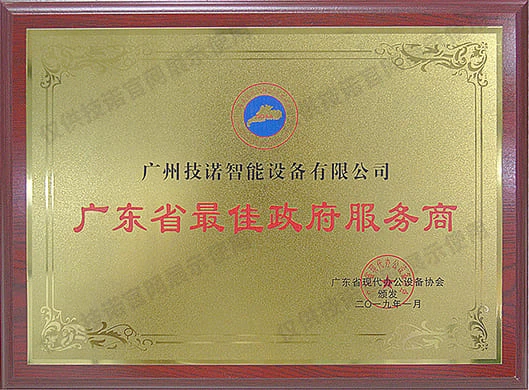 广州技诺智能设备有限公司
广东省最佳政府服务商
广东省现代办公设备协会
颁发
二〇一九年一月